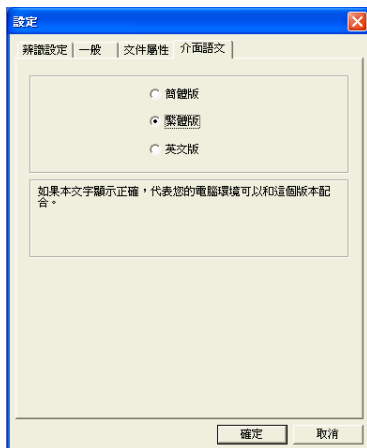 設定
辨識設定 一般 文件屬性 介面語文
簡體版
繁體版
英文版
如果本文字顯示正確，代表您的電腦環境可以和這個版本配
合。
確定 取消